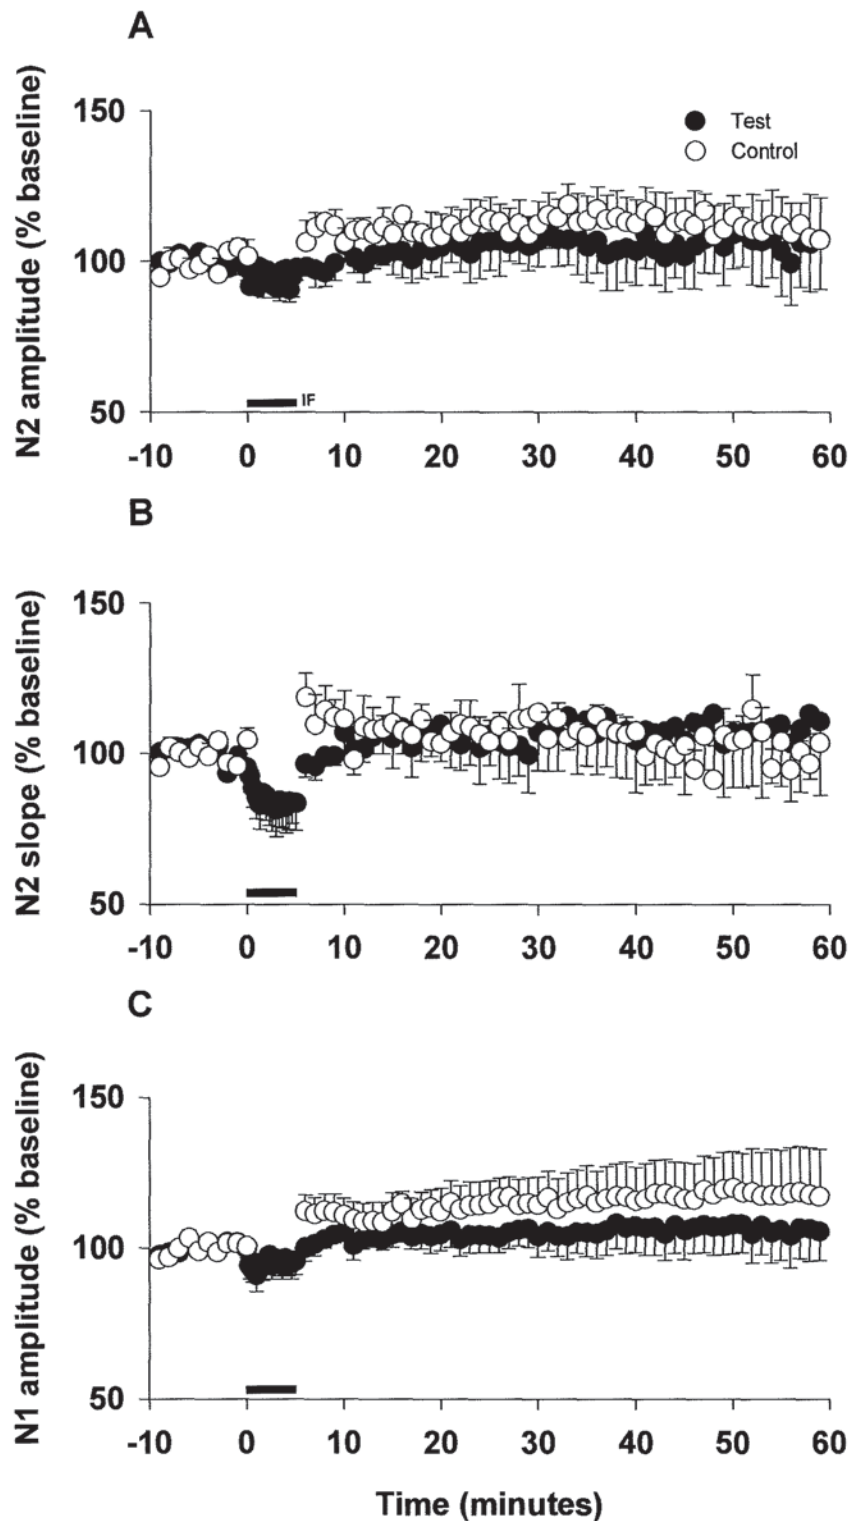 A
N2 amplitude (% baseline)
150
100
50
Test
Control
IF
-10 0 10 20 30 40 50 60
B
N2 slope (% baseline)
150
100
50
-10 0 10 20 30 40 50 60
C
N1 amplitude (% baseline)
150
100
50
-10 0 10 20 30 40 50 60
Time (minutes)